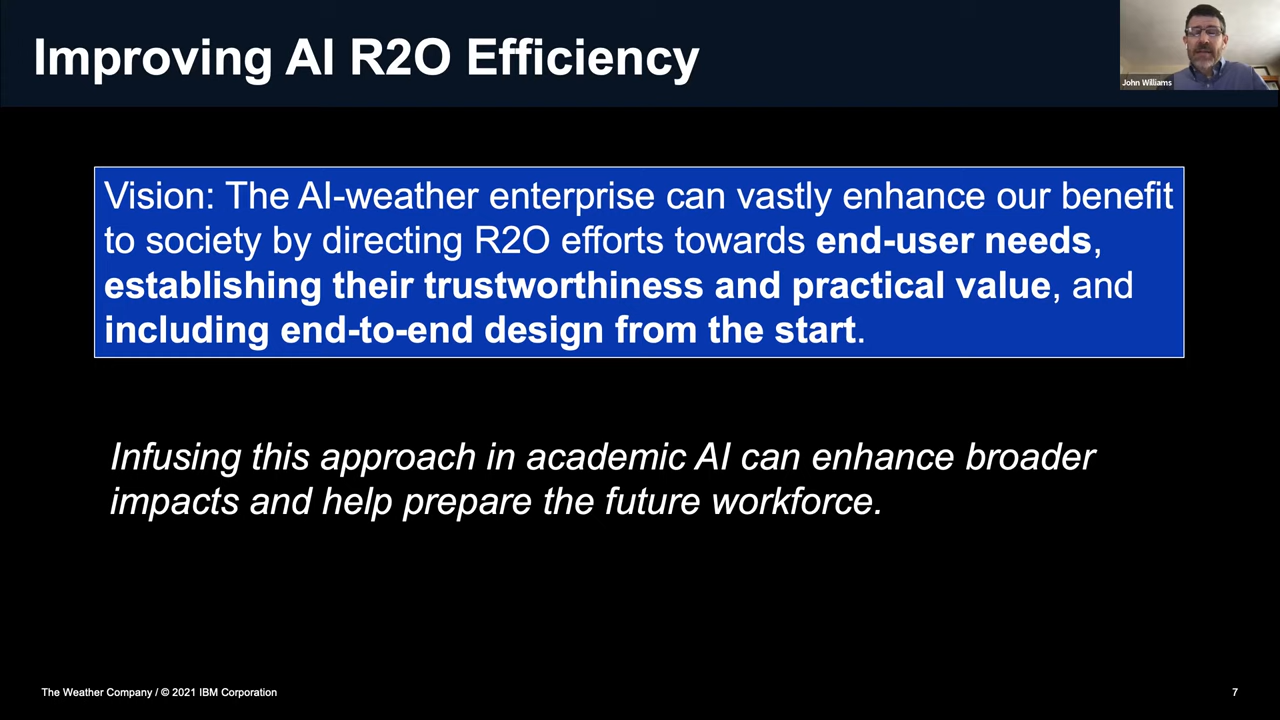 Improving AI R2O Efficiency
John Williams
Vision: The AI-weather enterprise can vastly enhance our benefit
to society by directing R2O efforts towards end-user needs,
establishing their trustworthiness and practical value, and
including end-to-end design from the start.
Infusing this approach in academic AI can enhance broader
impacts and help prepare the future workforce.
The Weather Company / © 2021 IBM Corporation
7